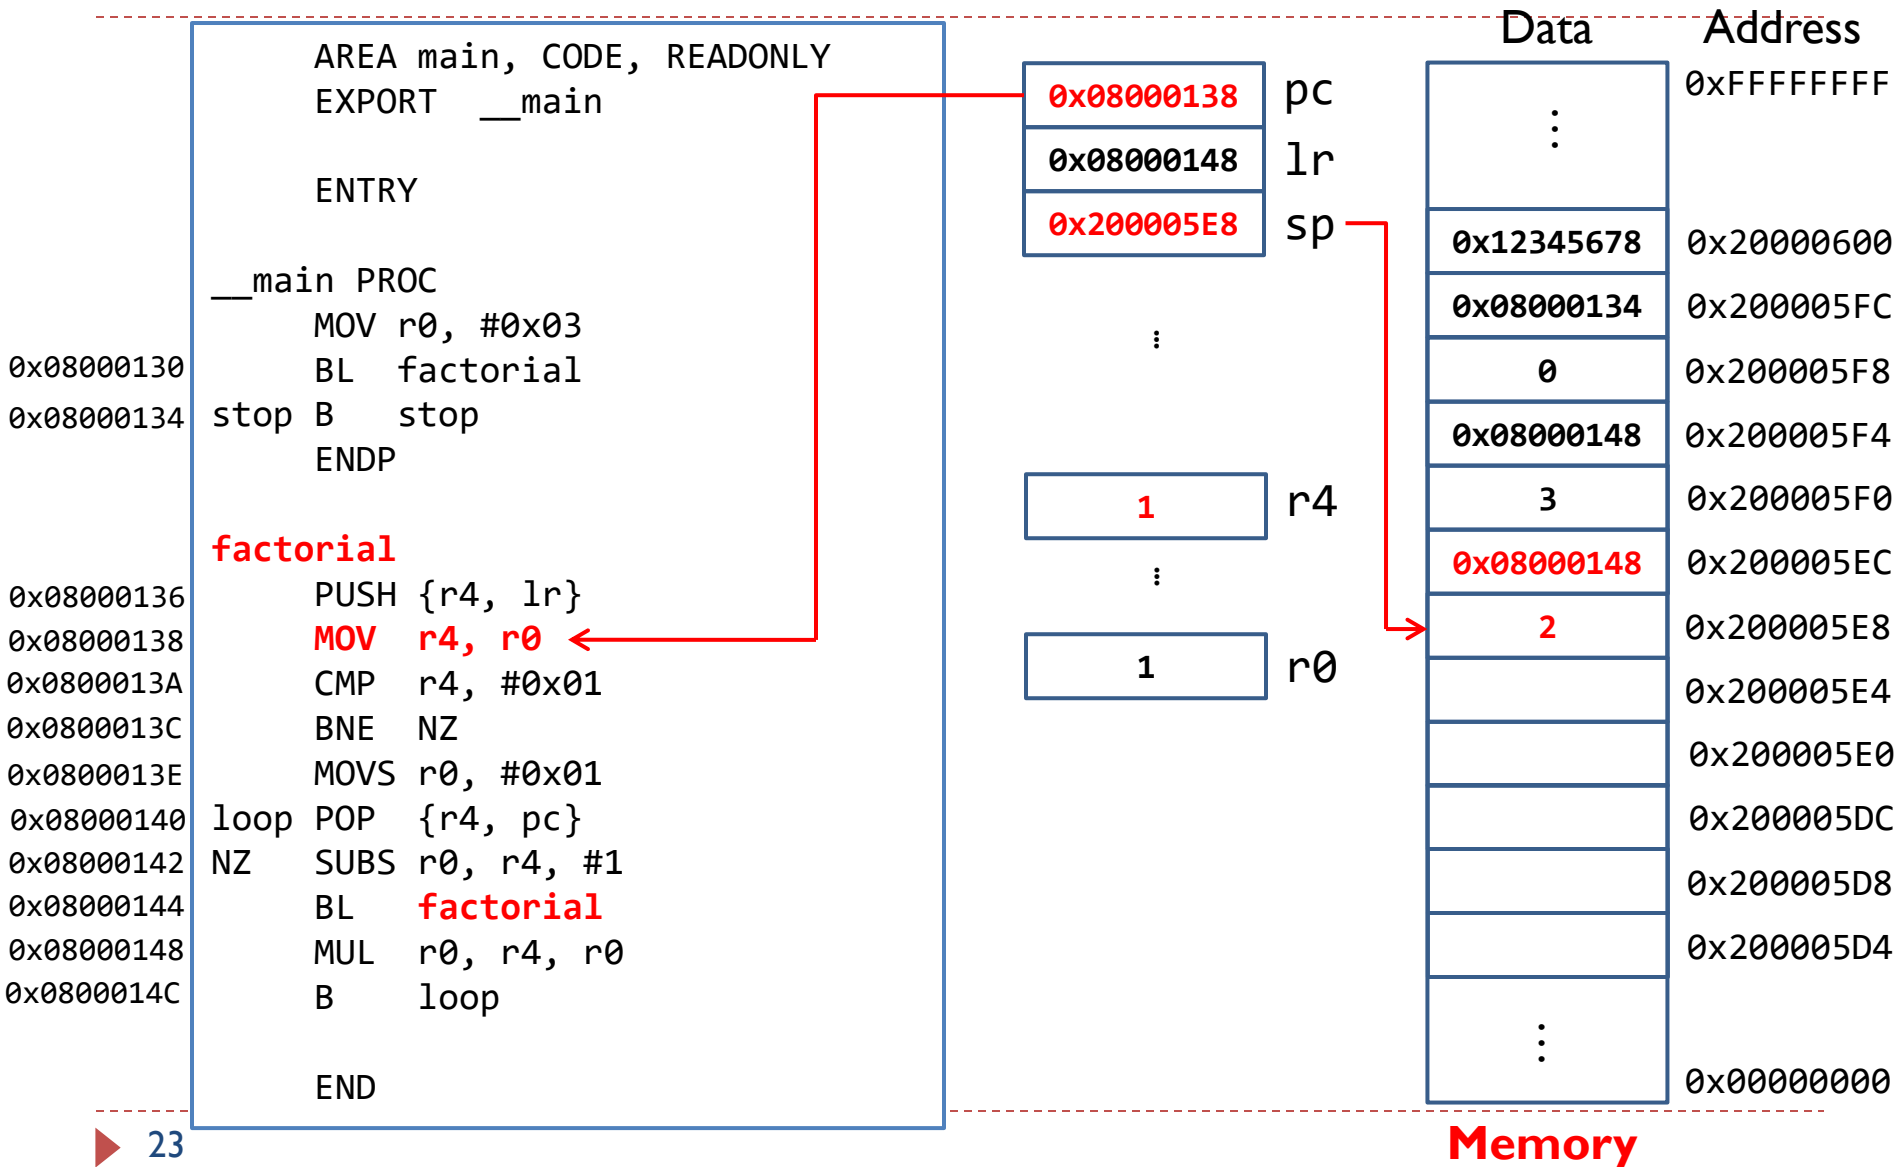 AREA main, CODE, READONLY
EXPORT __main
ENTRY
__main PROC
MOV r0, #0x03
0x08000130 BL factorial
0x08000134 stop B stop
ENDP
factorial
0x08000136 PUSH {r4, lr}
0x08000138 MOV r4, r0
0x0800013A CMP r4, #0x01
0x0800013C BNE NZ
0x0800013E MOVS r0, #0x01
0x08000140 loop POP {r4, pc}
0x08000142 NZ SUBS r0, r4, #1
0x08000144 BL factorial
0x08000148 MUL r0, r4, r0
0x0800014C B loop
END
0x08000138 pc
0x08000148 lr
0x200005E8 sp
⋮
1 r4
⋮
1 r0
Data Address
⋮ 0xFFFFFFFF
0x12345678 0x20000600
0x08000134 0x200005FC
0 0x200005F8
0x08000148 0x200005F4
3 0x200005F0
0x08000148 0x200005EC
2 0x200005E8
0x200005E4
0x200005E0
0x200005DC
0x200005D8
0x200005D4
⋮ 0x00000000
Memory
23